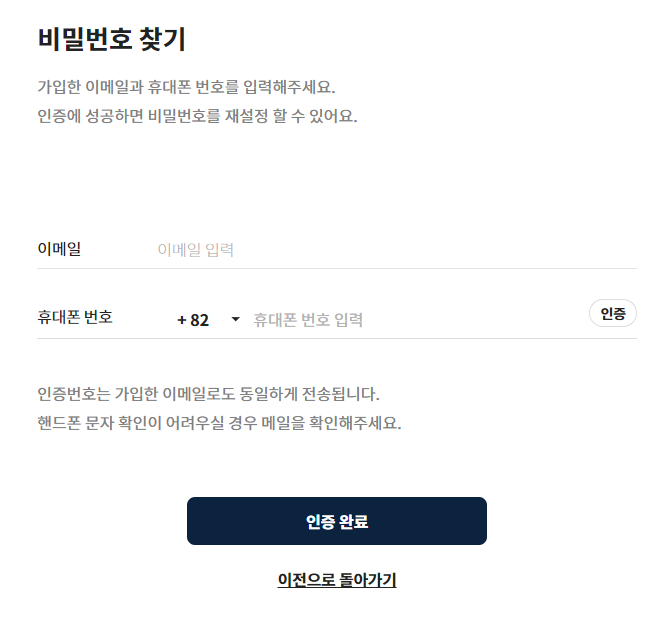 비밀번호 찾기
가입한 이메일과 휴대폰 번호를 입력해주세요.
인증에 성공하면 비밀번호를 재설정 할 수 있어요.
이메일 이메일 입력
휴대폰 번호 + 82 휴대폰 번호 입력 인증
인증번호는 가입한 이메일로도 동일하게 전송됩니다.
핸드폰 문자 확인이 어려우실 경우 메일을 확인해주세요.
인증 완료
이전으로 돌아가기